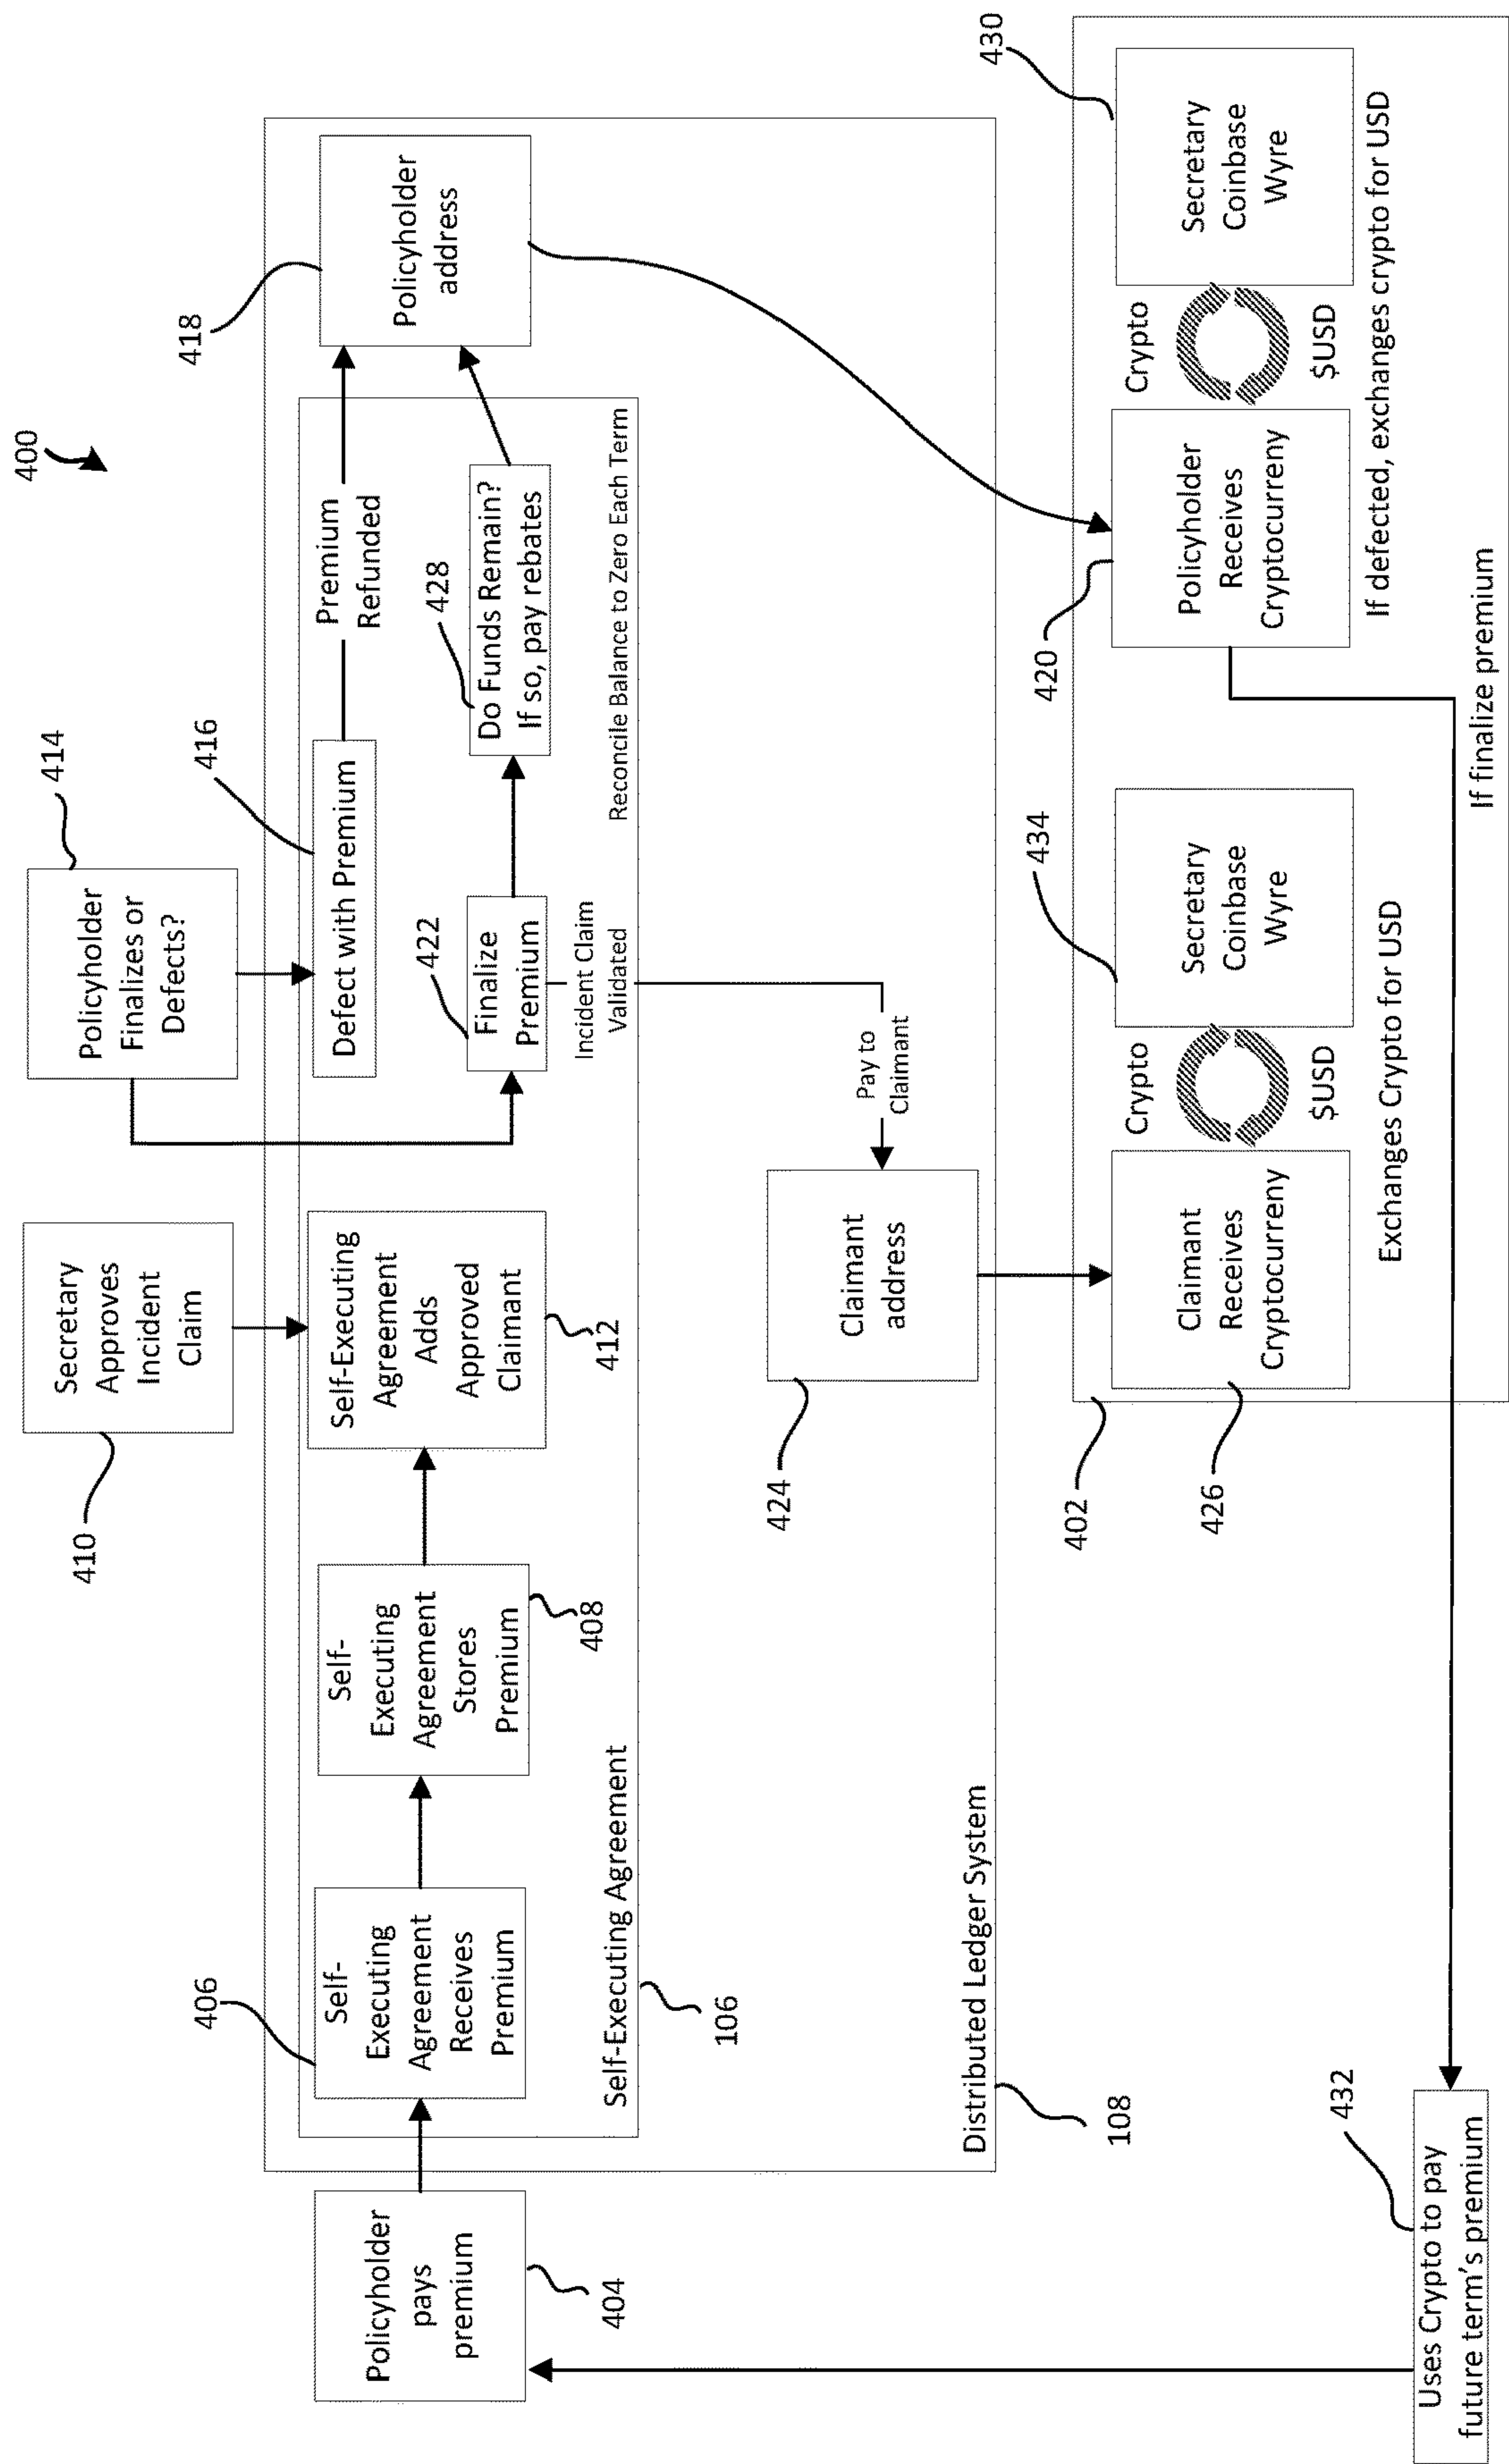 400
Policyholder
pays
premium
404
406
Self-
Executing
Agreement
Receives
Premium
Self-
Executing
Agreement
Stores
Premium
408
Secretary
Approves
Incident
Claim
410
Self-Executing
Agreement
Adds
Approved
Claimant
412
Policyholder
Finalizes or
Defects?
414
Defect with Premium
416
Premium
Refunded
Policyholder
address
418
Finalize
Premium
422
Do Funds Remain?
If so, pay rebates
428
Incident Claim
Validated
Reconcile Balance to Zero Each Term
Self-Executing Agreement
106
Pay to
Claimant
Claimant
address
424
Distributed Ledger System
108
402
Claimant
Receives
Cryptocurreny
426
Crypto
$USD
Secretary
Coinbase
Wyre
434
Exchanges Crypto for USD
Policyholder
Receives
Cryptocurreny
420
Crypto
$USD
Secretary
Coinbase
Wyre
430
If defected, exchanges crypto for USD
If finalize premium
Uses Crypto to pay
future term's premium
432